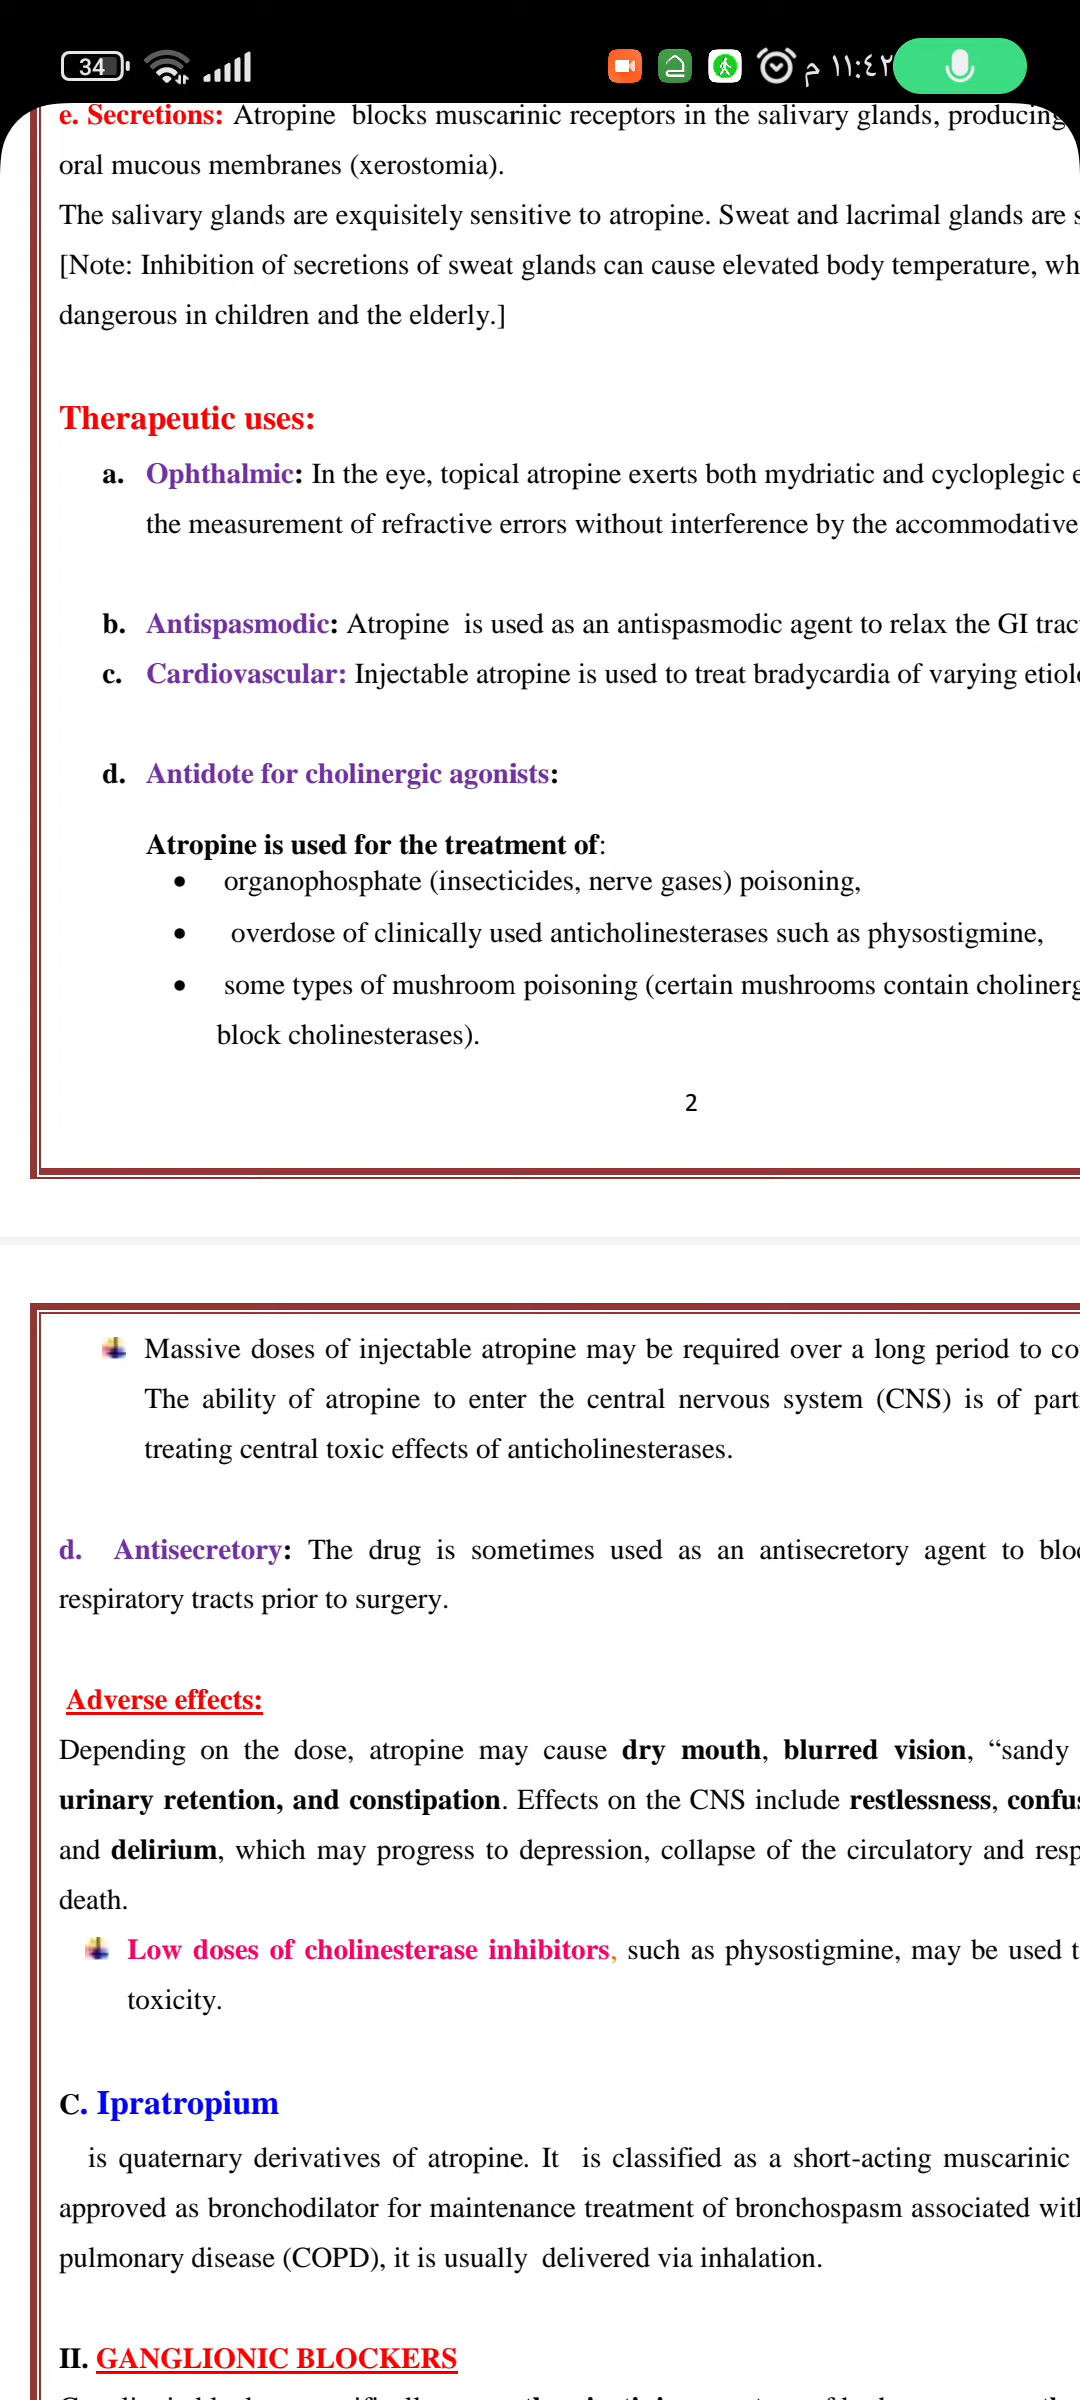 34
م ١١:٤٢
e. Secretions: Atropine blocks muscarinic receptors in the salivary glands, producing
oral mucous membranes (xerostomia).
The salivary glands are exquisitely sensitive to atropine. Sweat and lacrimal glands are
[Note: Inhibition of secretions of sweat glands can cause elevated body temperature,
dangerous in children and the elderly.]
Therapeutic uses:
a. Ophthalmic: In the eye, topical atropine exerts both mydriatic and cycloplegic
the measurement of refractive errors without interference by the accommodative
b. Antispasmodic: Atropine is used as an antispasmodic agent to relax the GI
c. Cardiovascular: Injectable atropine is used to treat bradycardia of varying
d. Antidote for cholinergic agonists:
Atropine is used for the treatment of:
• organophosphate (insecticides, nerve gases) poisoning,
• overdose of clinically used anticholinesterases such as physostigmine,
• some types of mushroom poisoning (certain mushrooms contain
block cholinesterases).
2
Massive doses of injectable atropine may be required over a long period to
The ability of atropine to enter the central nervous system (CNS) is of
treating central toxic effects of anticholinesterases.
d. Antisecretory: The drug is sometimes used as an antisecretory agent to
respiratory tracts prior to surgery.
Adverse effects:
Depending on the dose, atropine may cause dry mouth, blurred vision, “sandy
urinary retention, and constipation. Effects on the CNS include restlessness,
and delirium, which may progress to depression, collapse of the circulatory and
death.
Low doses of cholinesterase inhibitors, such as physostigmine, may be used
toxicity.
C. Ipratropium
is quaternary derivatives of atropine. It is classified as a short-acting muscarinic
approved as bronchodilator for maintenance treatment of bronchospasm associated
pulmonary disease (COPD), it is usually delivered via inhalation.
II. GANGLIONIC BLOCKERS